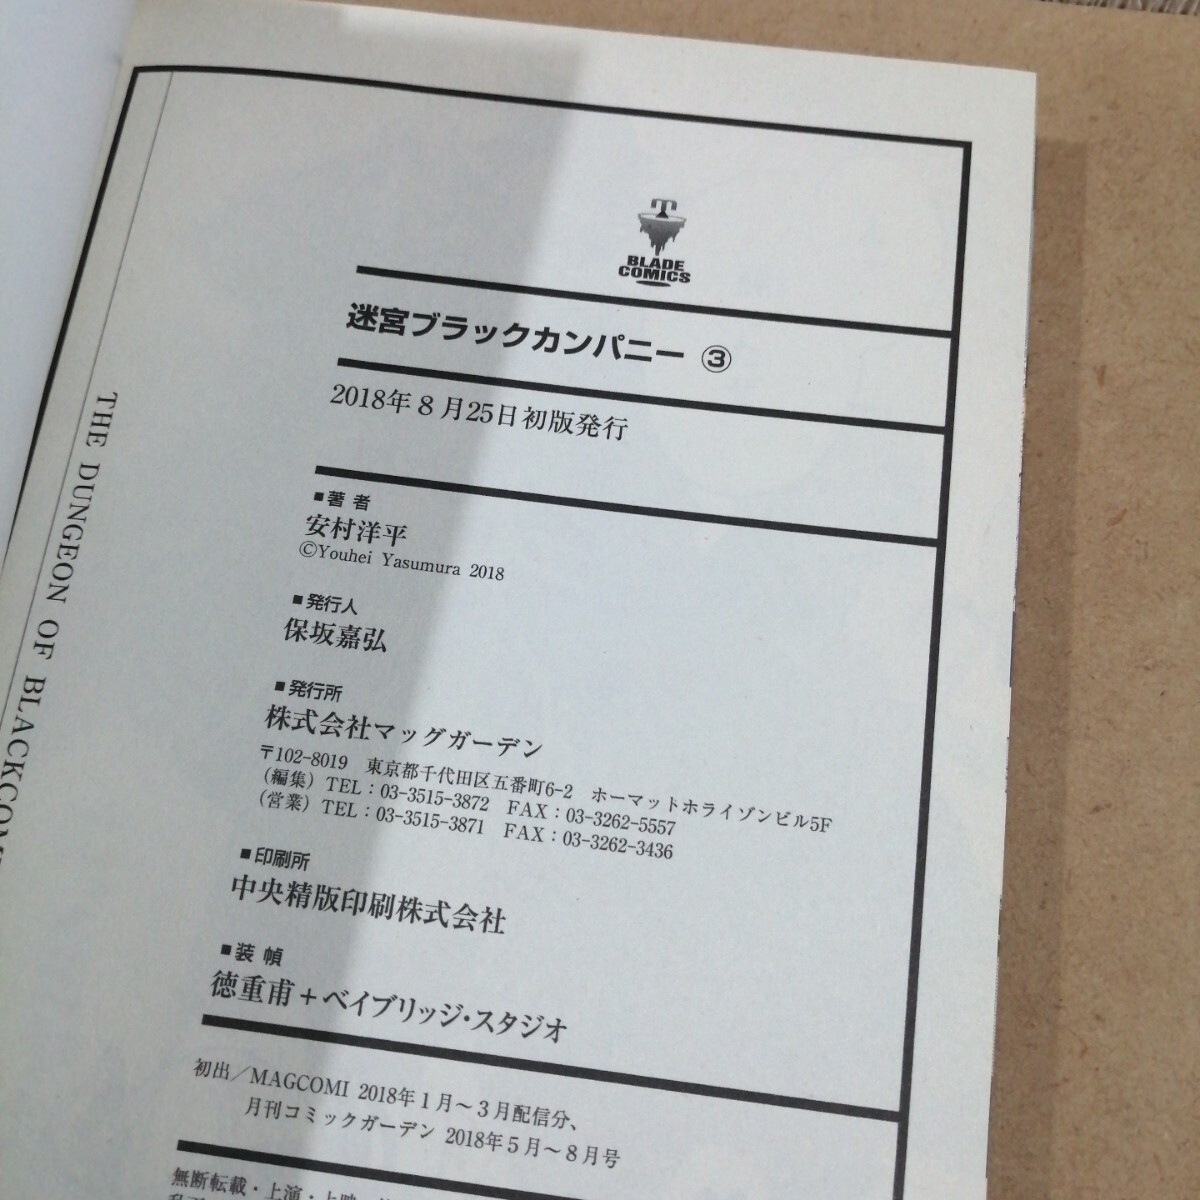 T
BLADE
COMICS
迷宮ブラックカンパニー ③
2018年8月25日初版発行
■著 者
安村洋平
©Youhei Yasumura 2018
■発行人
保坂嘉弘
■発行所
株式会社マッグガーデン
〒102-8019 東京都千代田区五番町6-2 ホーマットホライゾンビル5F
(編集) TEL：03-3515-3872 FAX：03-3262-5557
(営業) TEL：03-3515-3871 FAX：03-3262-3436
■印刷所
中央精版印刷株式会社
■装 幀
徳重甫＋ベイブリッジ・スタジオ
初出／MAGCOMI 2018年1月～3月配信分、
月刊コミックガーデン 2018年5月～8月号
無断転載・上演・上映・
THE DUNGEON OF BLACKCOM